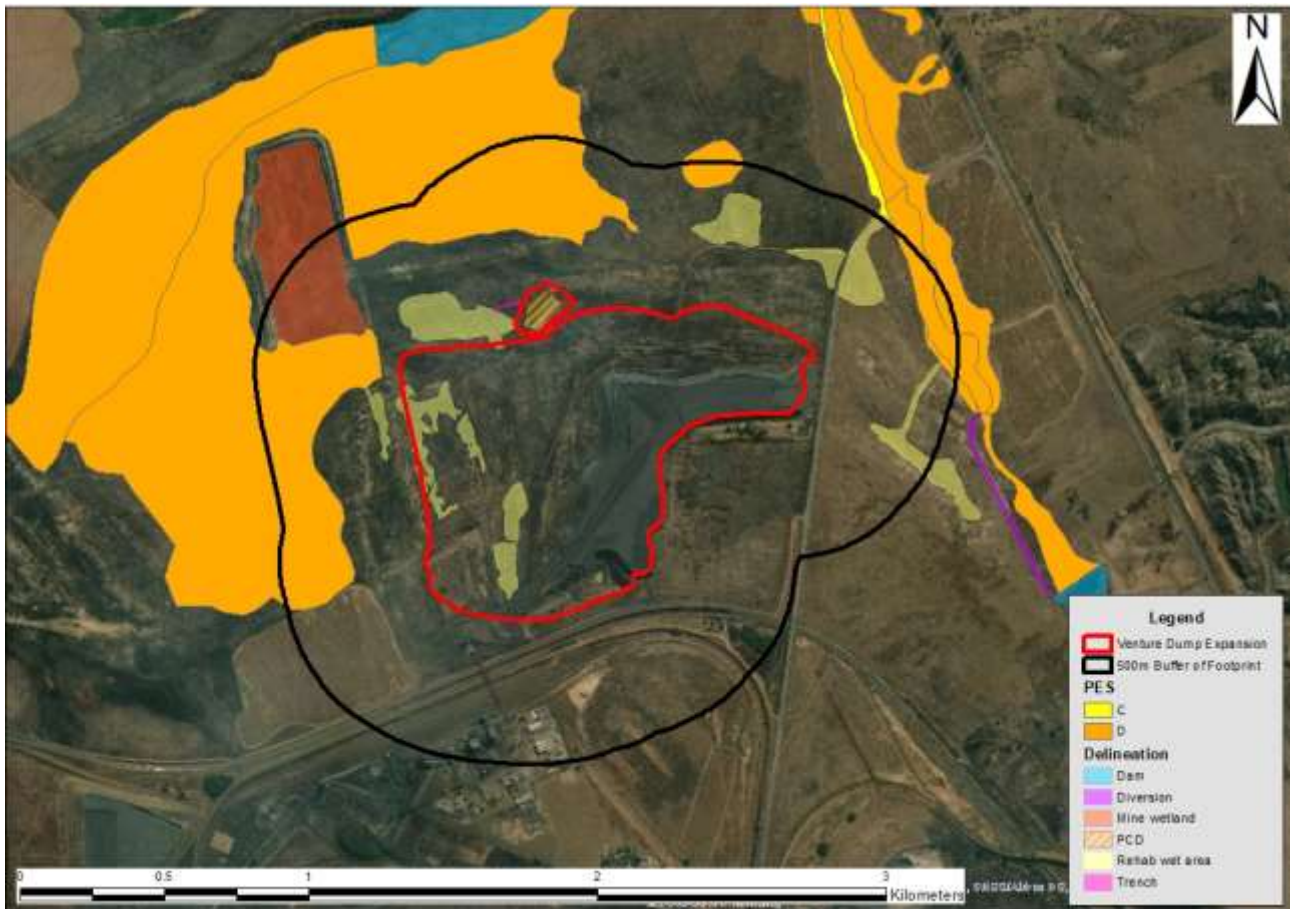 N
Legend
Venture Dump Expansion
500m Buffer of Footprint
PES
C
D
Delineation
Dam
Diversion
Mine wetland
PCD
Rehab wet area
Trench
0 0.5 1 2 3
Kilometers